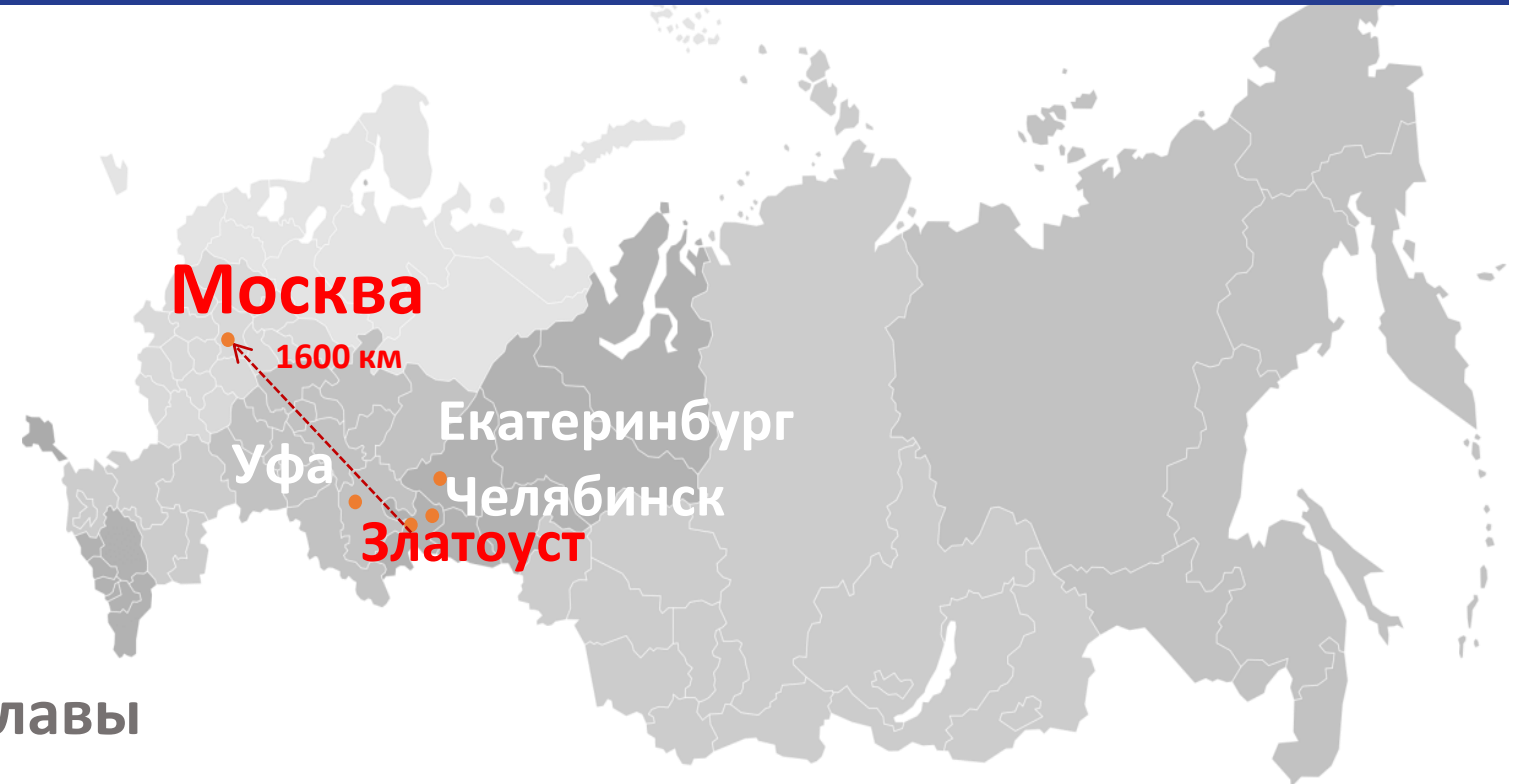 Москва
1600 км
Екатеринбург
Уфа
Челябинск
Златоуст
лавы